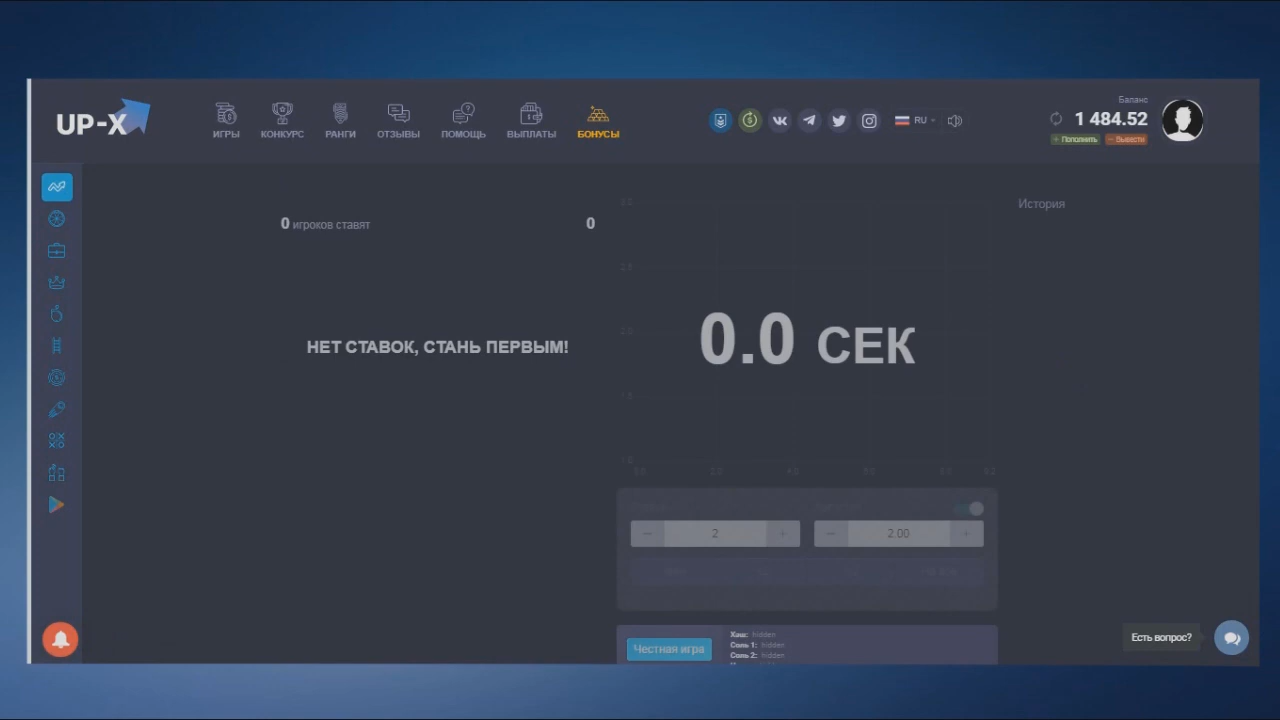 UP-X
ИГРЫ
КОНКУРС
РАНГИ
ОТЗЫВЫ
ПОМОЩЬ
ВЫПЛАТЫ
БОНУСЫ
RU
Баланс
1 484.52
+ Пополнить
− Вывести
0 игроков ставят
0
НЕТ СТАВОК, СТАНЬ ПЕРВЫМ!
0.0 СЕК
История
− 2 +
− 2.00 +
Честная игра
Хэш: hidden
Соль 1: hidden
Соль 2: hidden
Есть вопрос?